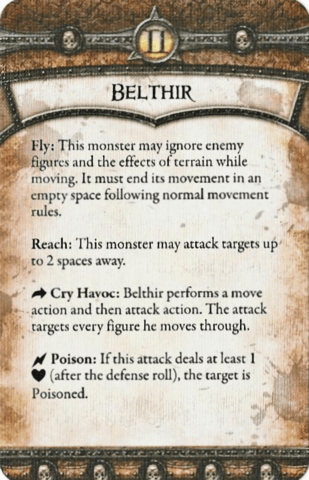 II
BELTHIR
Fly: This monster may ignore enemy
figures and the effects of terrain while
moving. It must end its movement in an
empty space following normal movement
rules.
Reach: This monster may attack targets up
to 2 spaces away.
Cry Havoc: Belthir performs a move
action and then attack action. The attack
targets every figure he moves through.
Poison: If this attack deals at least 1
(after the defense roll), the target is
Poisoned.